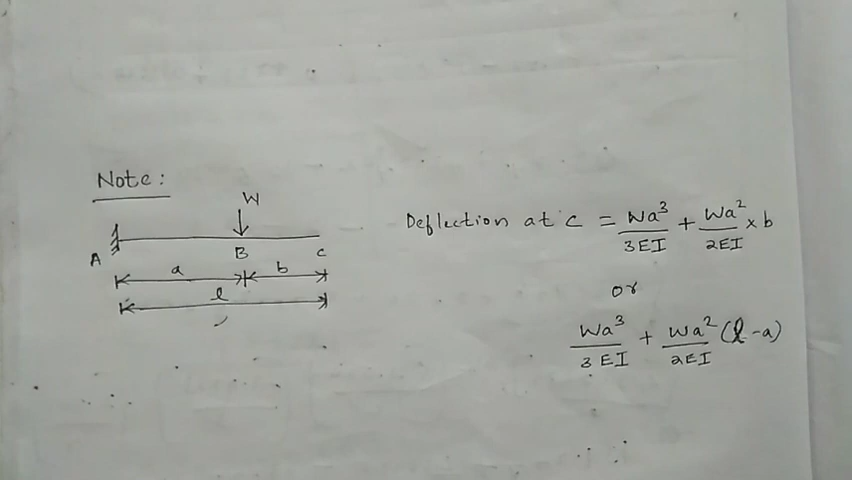 Note:
W
A
B
C
a
b
l
Deflection at c = Wa³/3EI + Wa²/2EI × b
or
Wa³/3EI + Wa²/2EI (l-a)